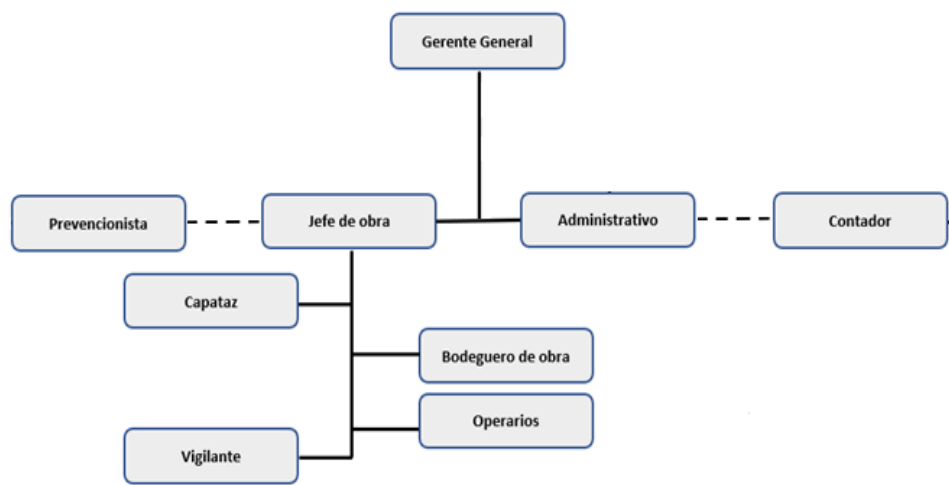 Gerente General
Prevencionista
Jefe de obra
Administrativo
Contador
Capataz
Bodeguero de obra
Operarios
Vigilante